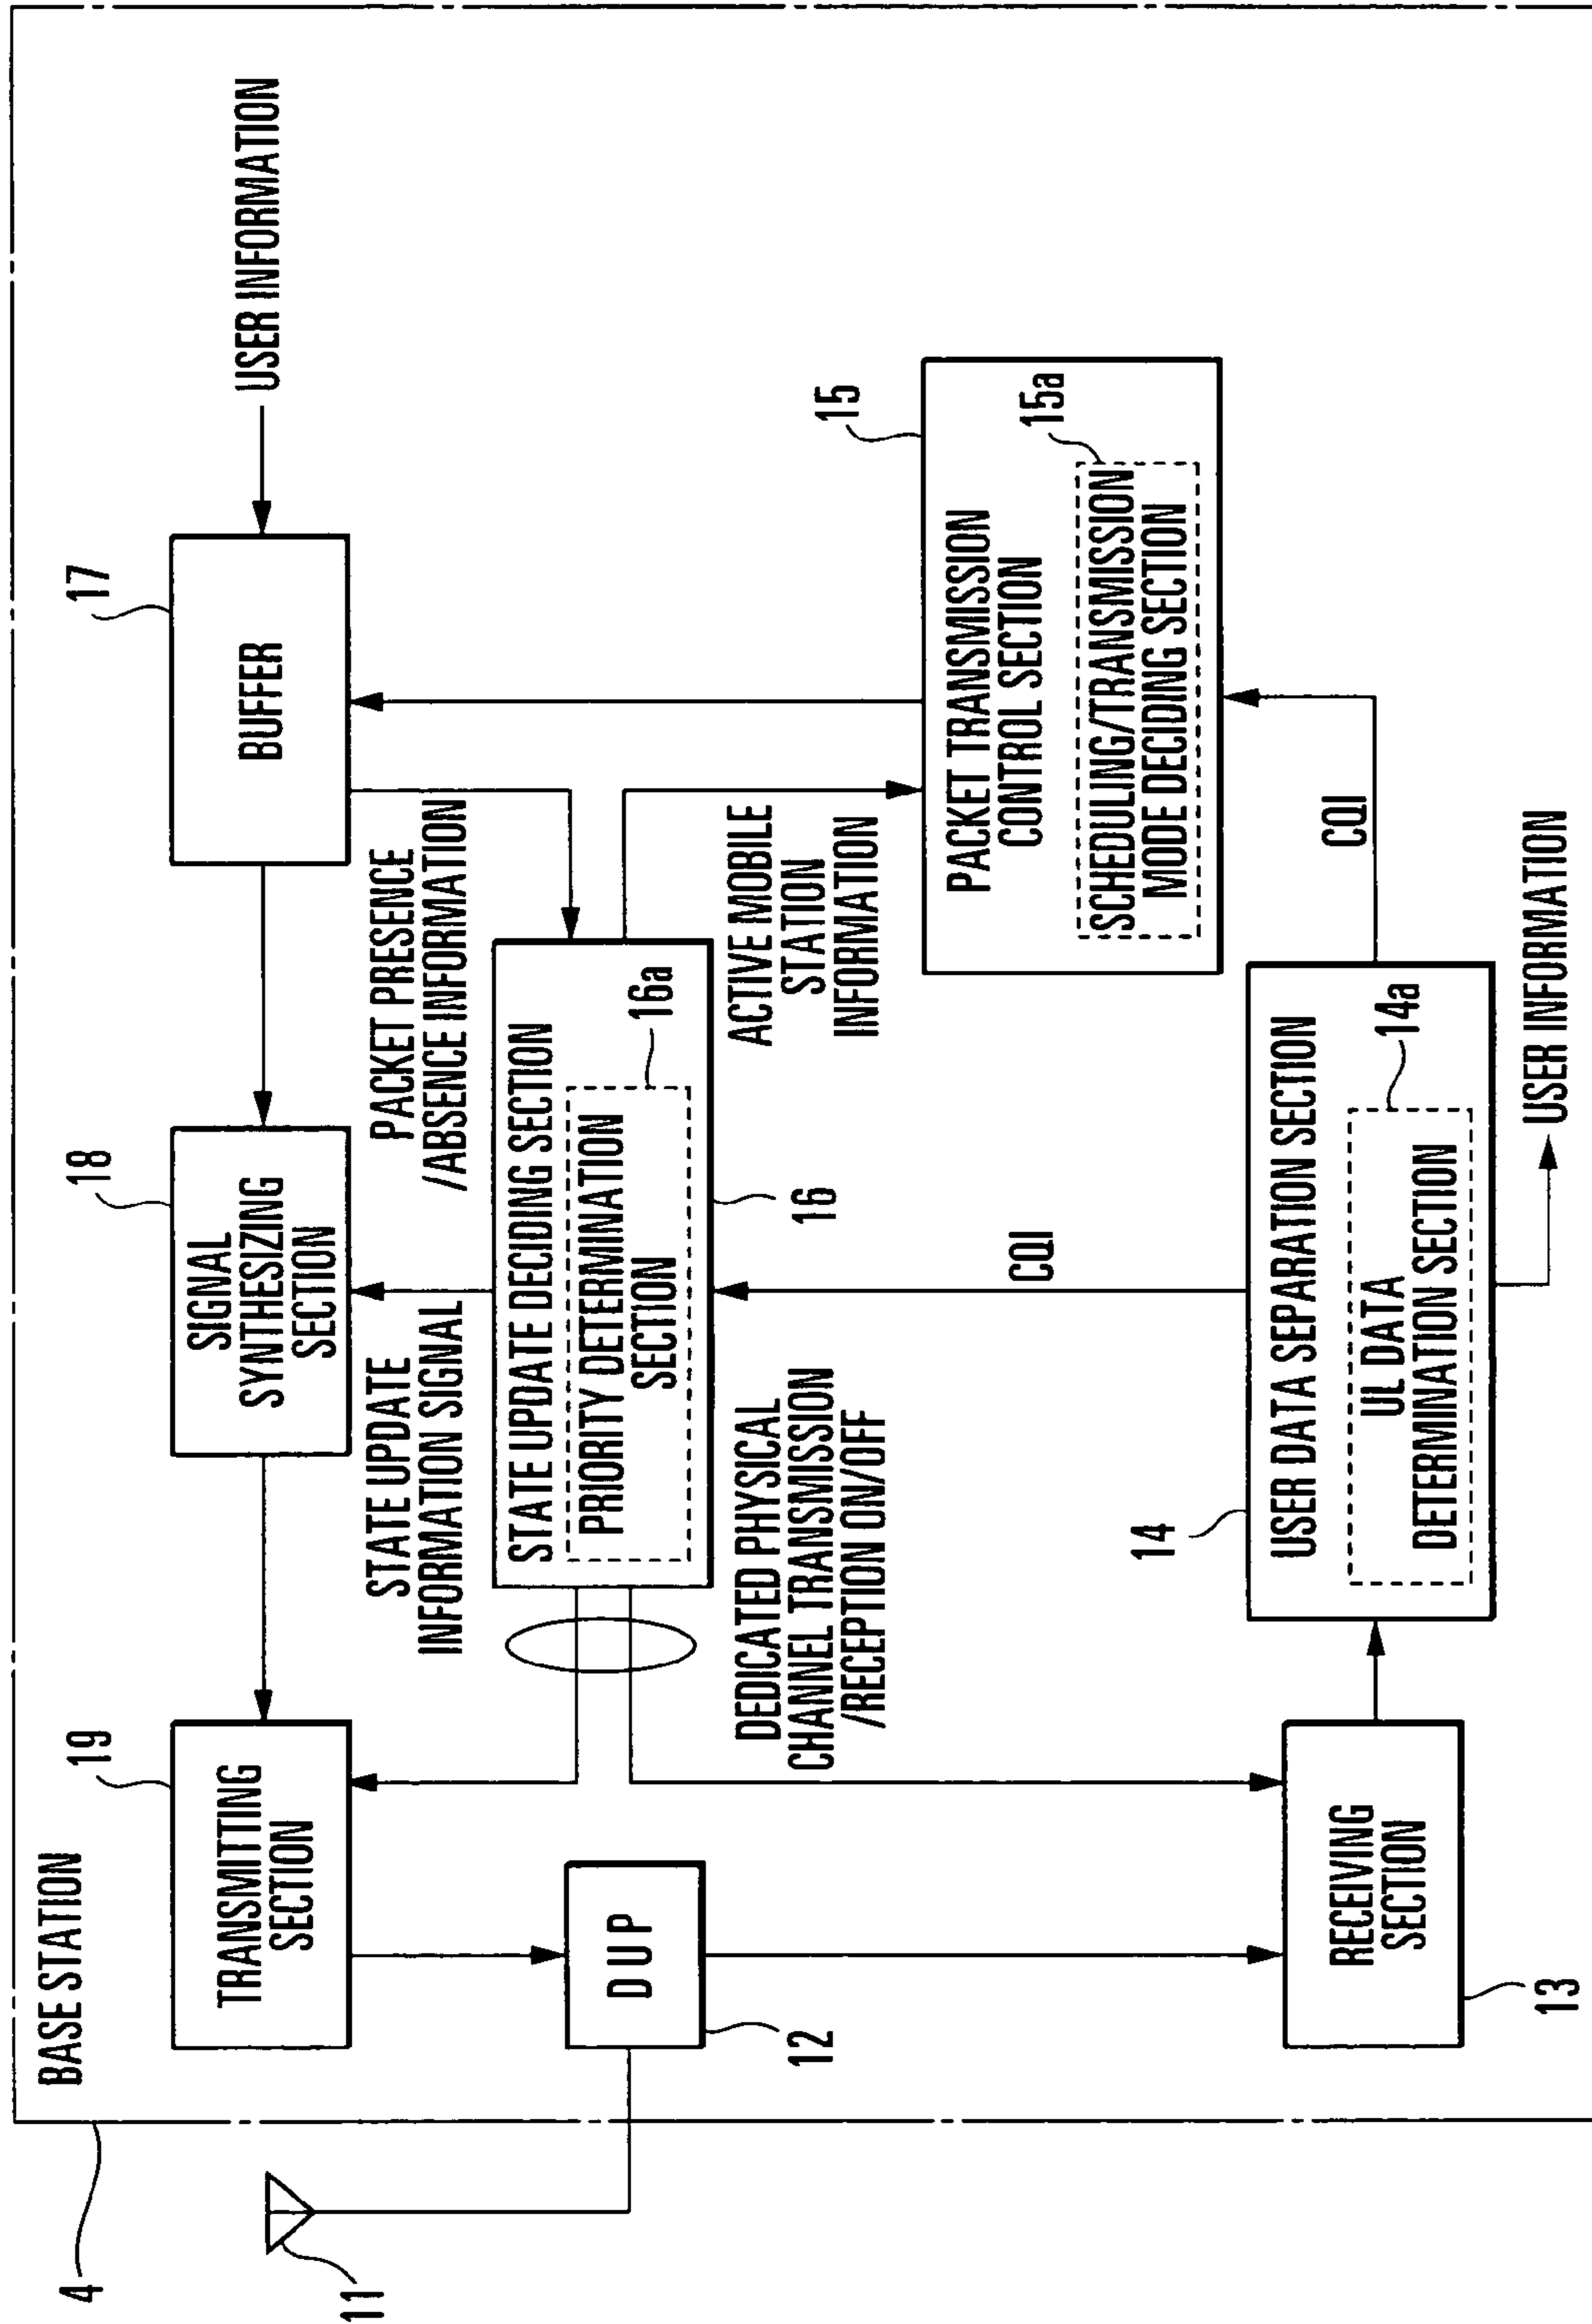 4
BASE STATION
11
19
TRANSMITTING
SECTION
18
SIGNAL
SYNTHESIZING
SECTION
17
BUFFER
USER INFORMATION
STATE UPDATE
INFORMATION SIGNAL
PACKET PRESENCE
/ABSENCE INFORMATION
DUP
12
STATE UPDATE DECIDING SECTION
16a
PRIORITY DETERMINATION
SECTION
16
ACTIVE MOBILE
STATION
INFORMATION
DEDICATED PHYSICAL
CHANNEL TRANSMISSION
/RECEPTION ON/OFF
15
PACKET TRANSMISSION
CONTROL SECTION
15a
SCHEDULING/TRANSMISSION
MODE DECIDING SECTION
CQI
CQI
RECEIVING
SECTION
13
14
USER DATA SEPARATION SECTION
14a
UL DATA
DETERMINATION SECTION
USER INFORMATION